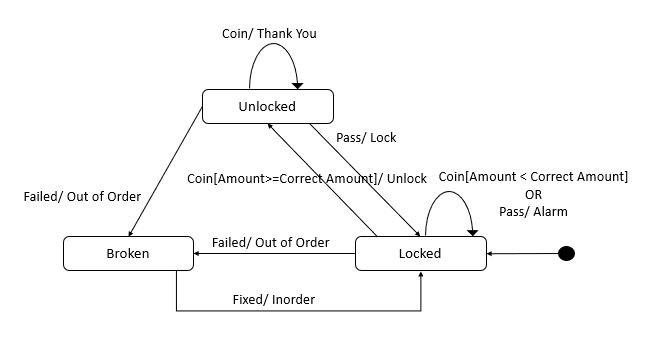 Coin/ Thank You
Unlocked
Pass/ Lock
Coin[Amount>=Correct Amount]/ Unlock
Coin[Amount < Correct Amount]
OR
Pass/ Alarm
Failed/ Out of Order
Broken
Failed/ Out of Order
Locked
Fixed/ Inorder